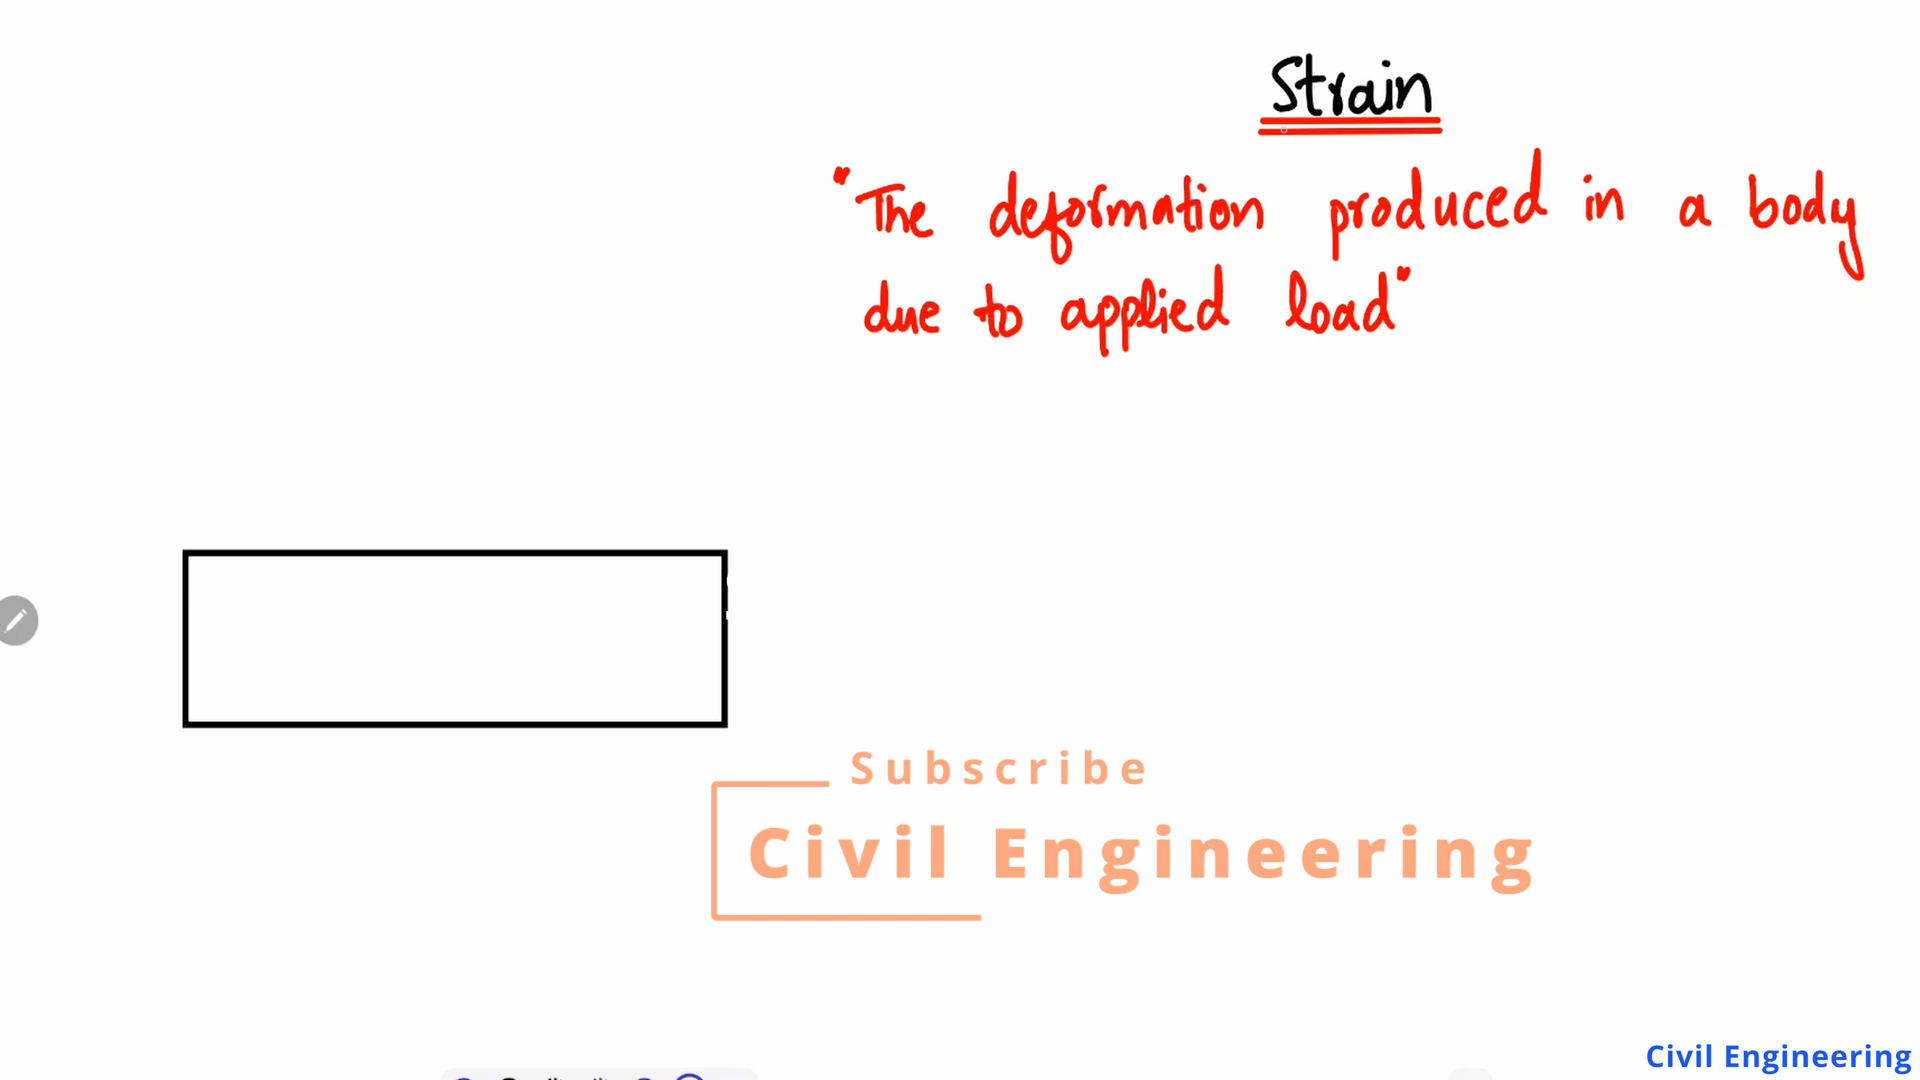 Strain
"The deformation produced in a body
due to applied load"
Subscribe
Civil Engineering
Civil Engineering